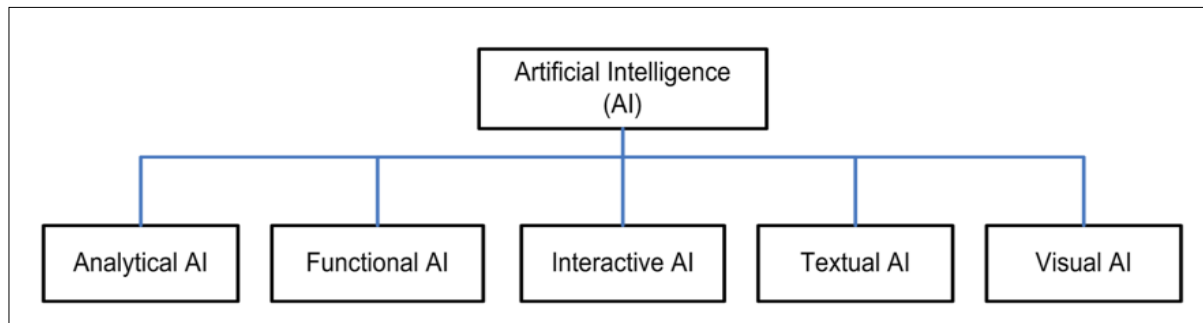 Artificial Intelligence
(AI)
Analytical AI
Functional AI
Interactive AI
Textual AI
Visual AI